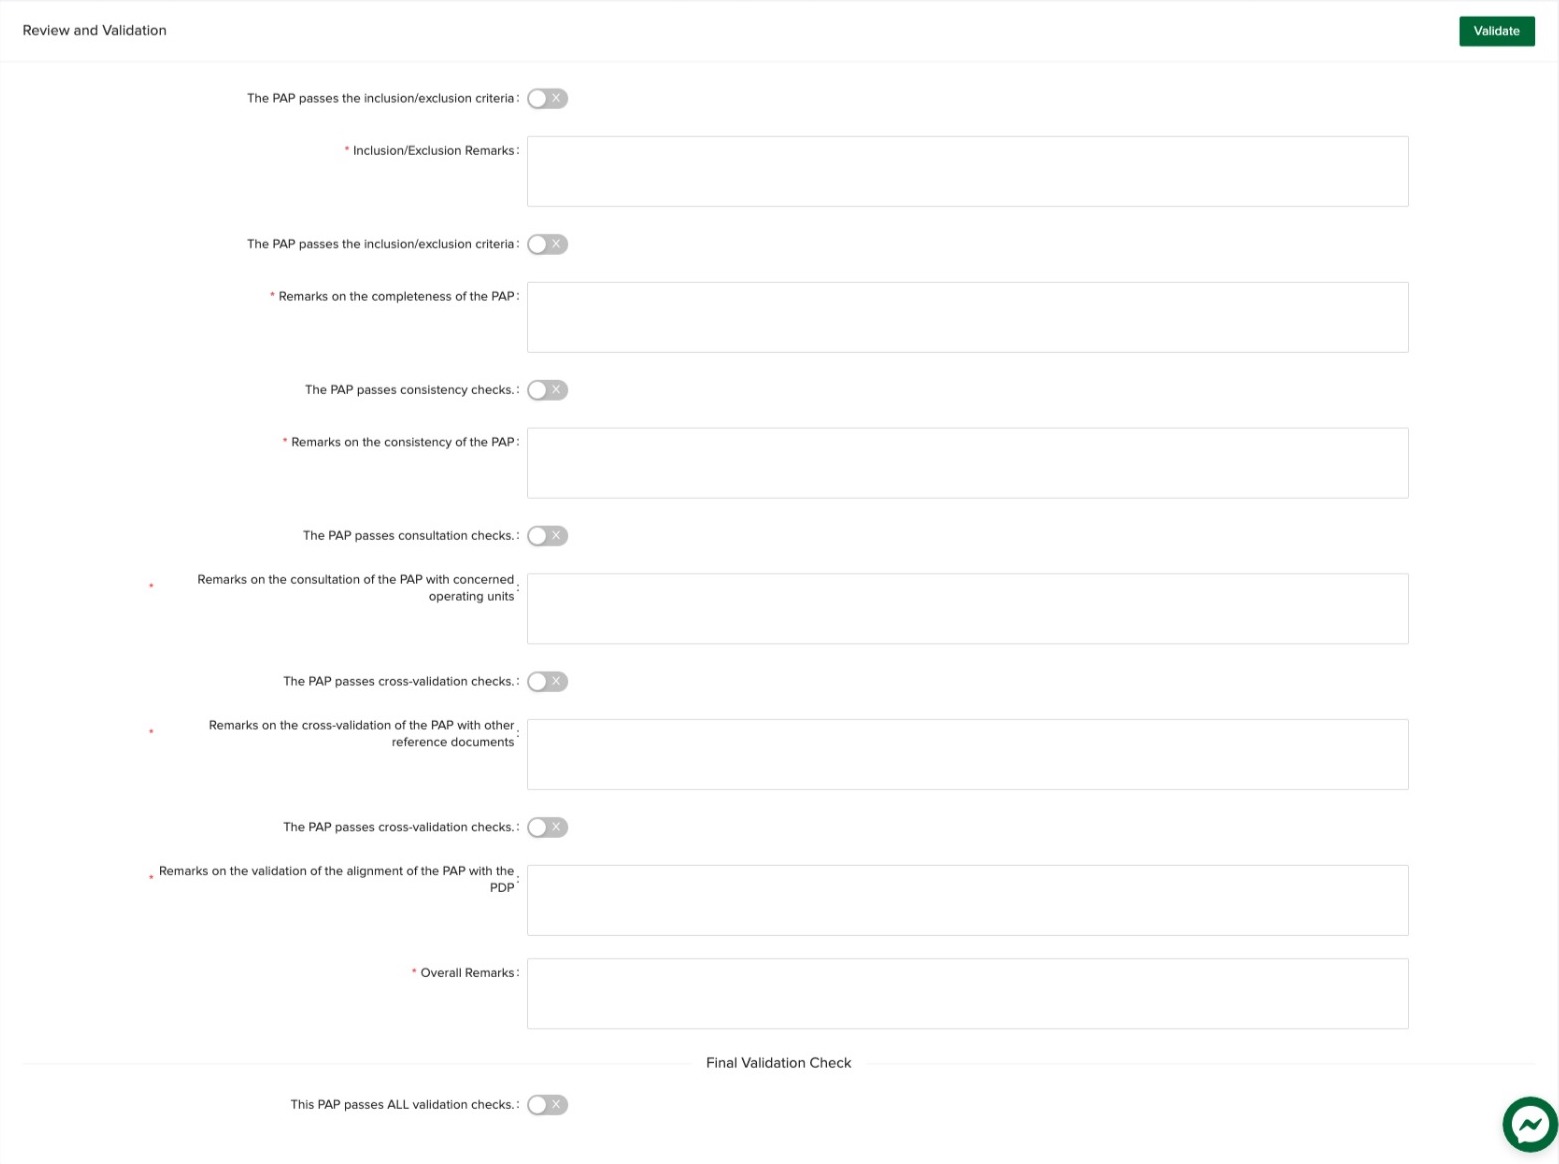 Review and Validation
Validate
The PAP passes the inclusion/exclusion criteria :
* Inclusion/Exclusion Remarks :
The PAP passes the inclusion/exclusion criteria :
* Remarks on the completeness of the PAP :
The PAP passes consistency checks. :
* Remarks on the consistency of the PAP :
The PAP passes consultation checks. :
* Remarks on the consultation of the PAP with concerned
operating units :
The PAP passes cross-validation checks. :
* Remarks on the cross-validation of the PAP with other
reference documents :
The PAP passes cross-validation checks. :
* Remarks on the validation of the alignment of the PAP with the
PDP :
* Overall Remarks :
Final Validation Check
This PAP passes ALL validation checks. :